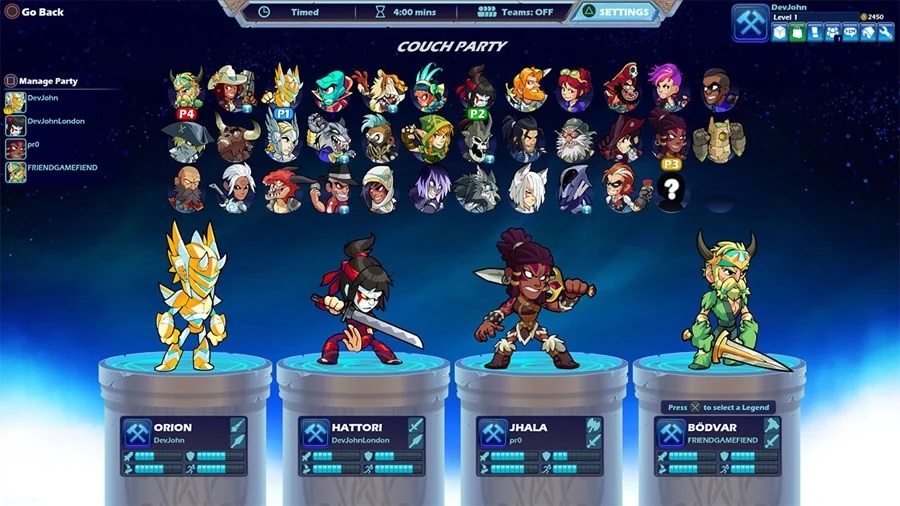 Go Back
Timed
4:00 mins
Teams: OFF
SETTINGS
DevJohn
Level 1
2450
COUCH PARTY
Manage Party
DevJohn
DevJohnLondon
pr0
FRIENDGAMEFIEND
P4
P1
P2
P3
?
Press to select a Legend
ORION
DevJohn
HATTORI
DevJohnLondon
JHALA
pr0
BÖDVAR
FRIENDGAMEFIEND